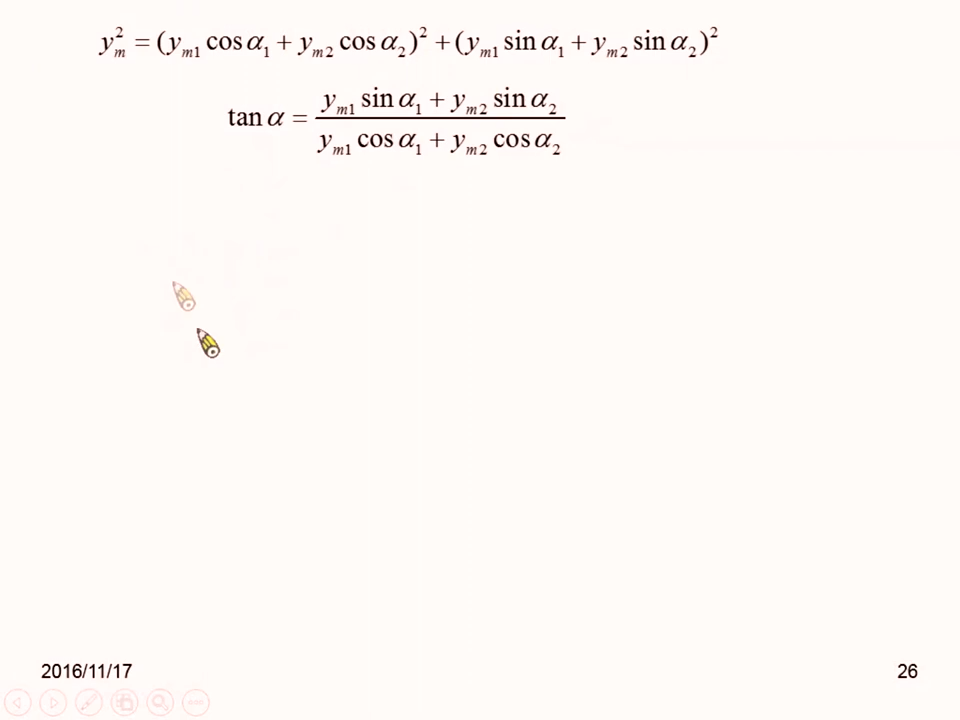 y_m^2 = (y_{m1} cos α_1 + y_{m2} cos α_2)^2 + (y_{m1} sin α_1 + y_{m2} sin α_2)^2
tan α = \frac{y_{m1} sin α_1 + y_{m2} sin α_2}{y_{m1} cos α_1 + y_{m2} cos α_2}
2016/11/17
26